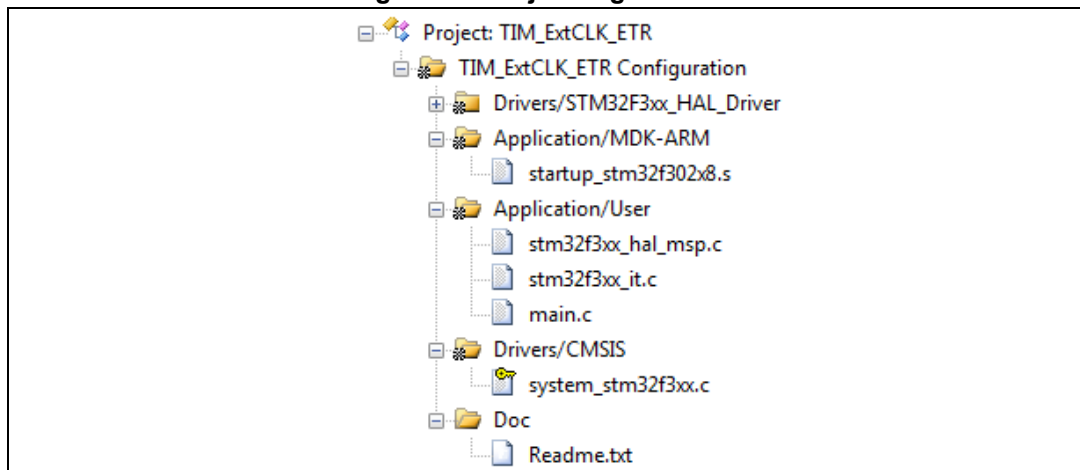 Project: TIM_ExtCLK_ETR
TIM_ExtCLK_ETR Configuration
Drivers/STM32F3xx_HAL_Driver
Application/MDK-ARM
startup_stm32f302x8.s
Application/User
stm32f3xx_hal_msp.c
stm32f3xx_it.c
main.c
Drivers/CMSIS
system_stm32f3xx.c
Doc
Readme.txt